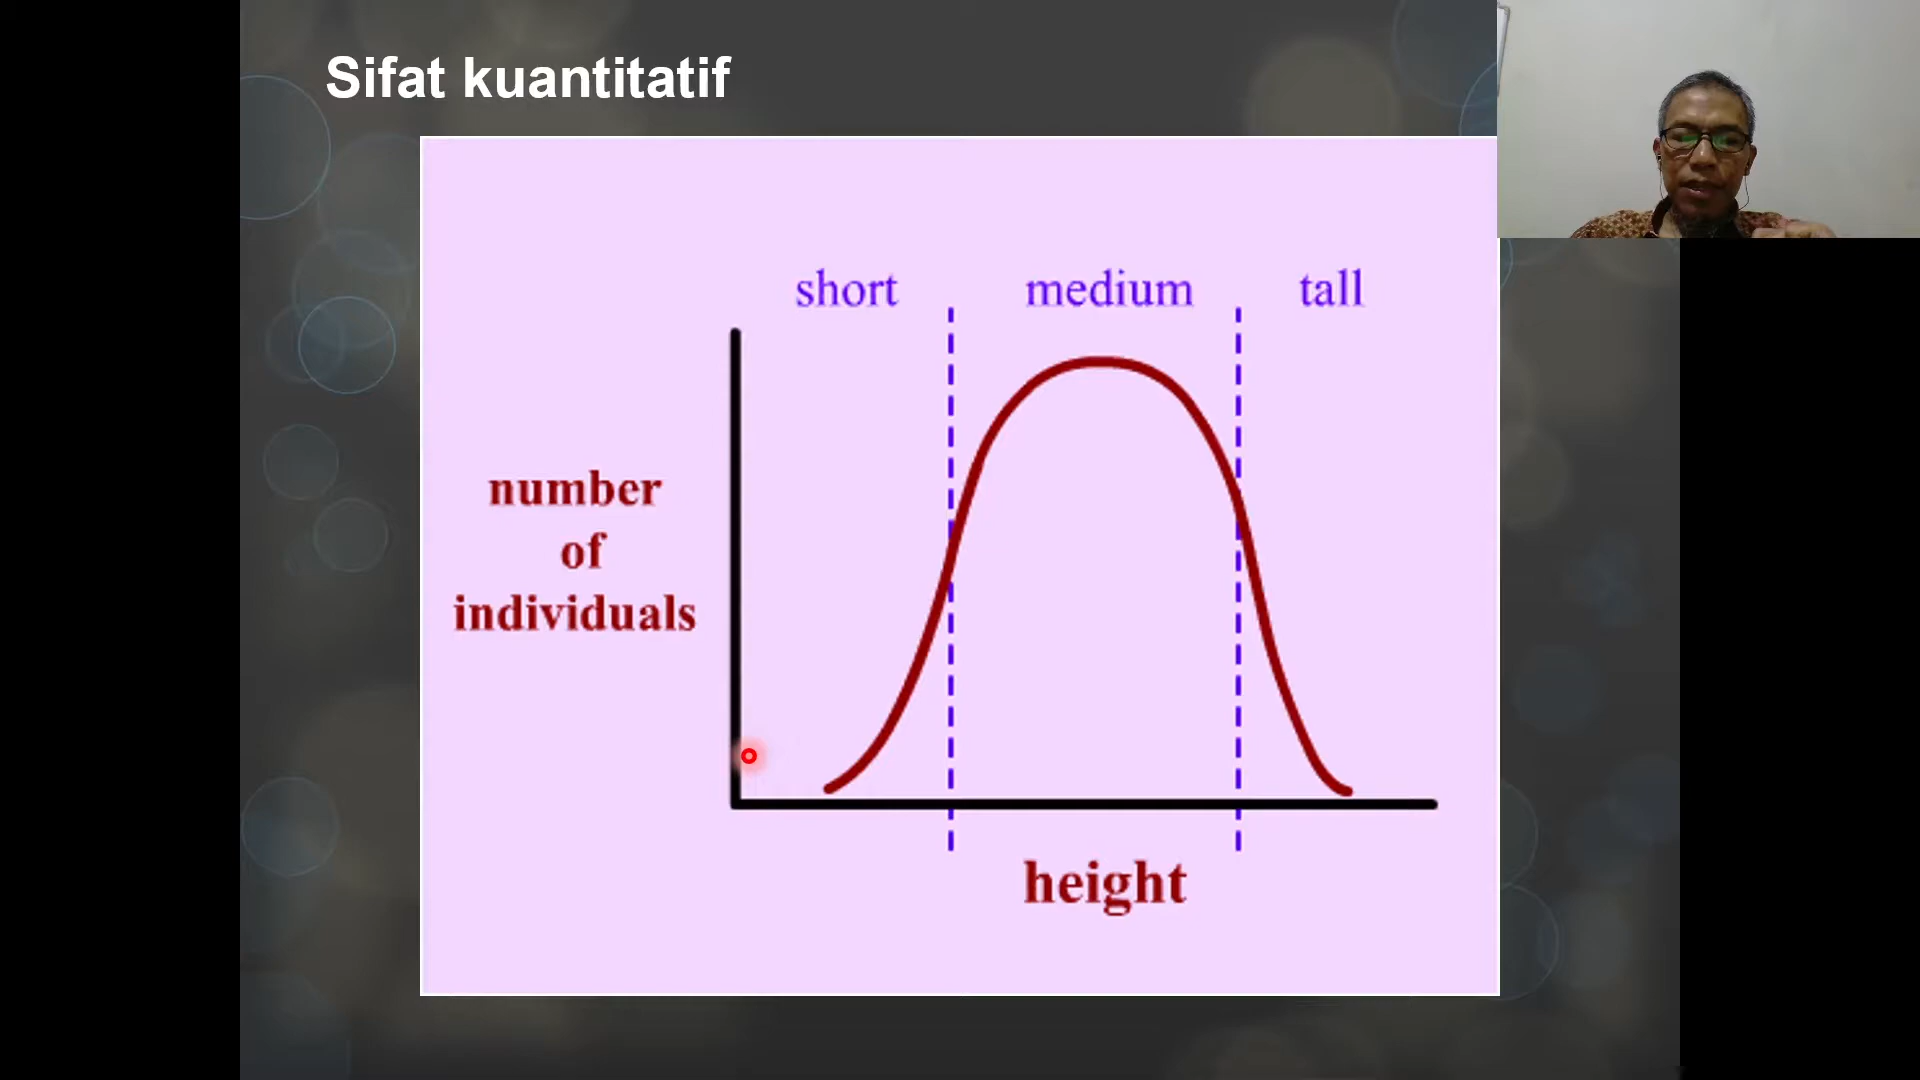 Sifat kuantitatif
short medium tall
number
of
individuals
height